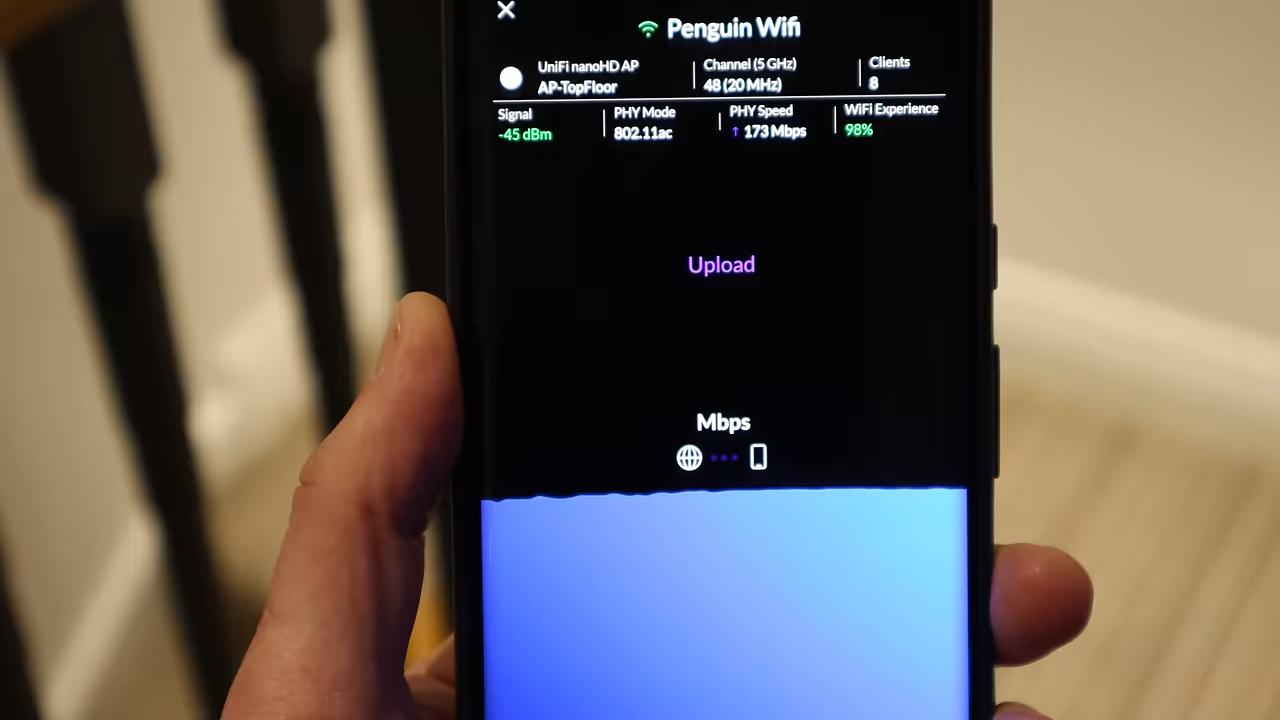 Penguin Wifi
UniFi nanoHD AP
AP-TopFloor
Channel (5 GHz)
48 (20 MHz)
Clients
8
Signal
-45 dBm
PHY Mode
802.11ac
PHY Speed
↑ 173 Mbps
WiFi Experience
98%
Upload
Mbps